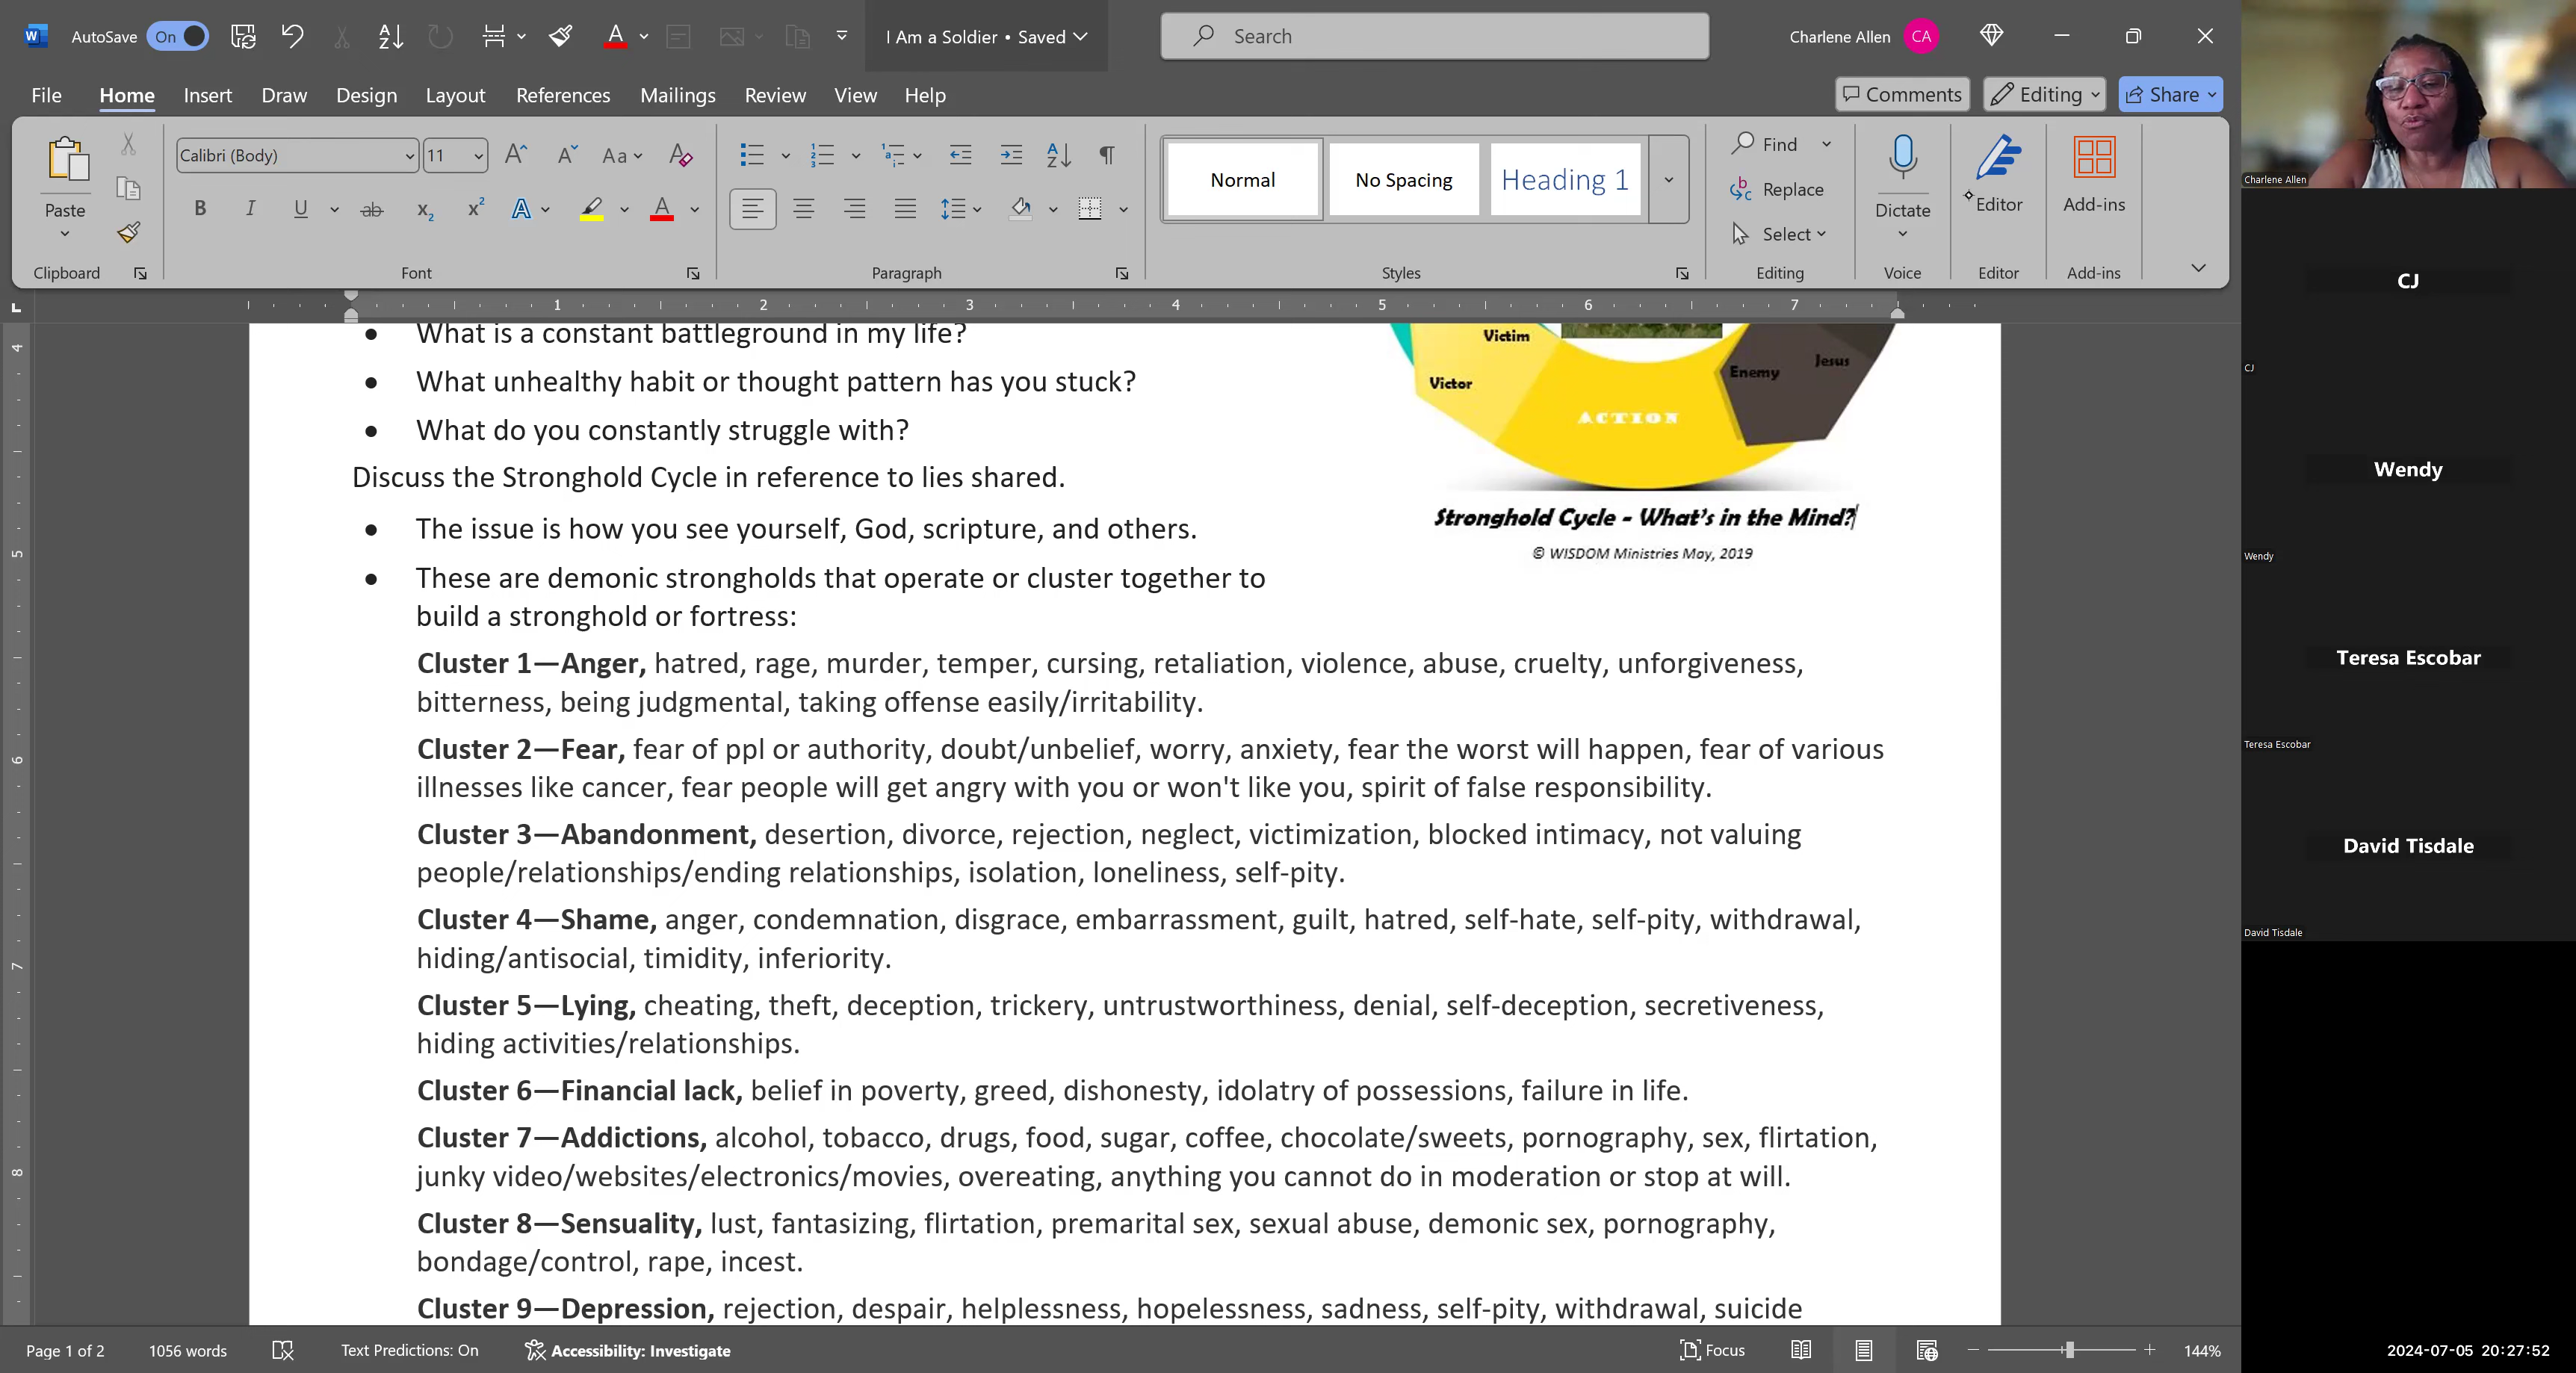 AutoSave On I Am a Soldier • Saved Search Charlene Allen CA
File Home Insert Draw Design Layout References Mailings Review View Help Comments Editing Share
Calibri (Body) 11 Aa
Paste B I U ab x2 x2 A A
Normal No Spacing Heading 1
Find
Replace
Select
Dictate Editor Add-ins
Clipboard Font Paragraph Styles Editing Voice Editor Add-ins
1 2 3 4 5 6 7
What is a constant battleground in my life?
• What unhealthy habit or thought pattern has you stuck?
• What do you constantly struggle with?
Discuss the Stronghold Cycle in reference to lies shared.
• The issue is how you see yourself, God, scripture, and others.
• These are demonic strongholds that operate or cluster together to
build a stronghold or fortress:
Victim
Victor
Enemy
Jesus
ACTION
Stronghold Cycle - What's in the Mind?
© WISDOM Ministries May, 2019
Cluster 1—Anger, hatred, rage, murder, temper, cursing, retaliation, violence, abuse, cruelty, unforgiveness,
bitterness, being judgmental, taking offense easily/irritability.
Cluster 2—Fear, fear of ppl or authority, doubt/unbelief, worry, anxiety, fear the worst will happen, fear of various
illnesses like cancer, fear people will get angry with you or won't like you, spirit of false responsibility.
Cluster 3—Abandonment, desertion, divorce, rejection, neglect, victimization, blocked intimacy, not valuing
people/relationships/ending relationships, isolation, loneliness, self-pity.
Cluster 4—Shame, anger, condemnation, disgrace, embarrassment, guilt, hatred, self-hate, self-pity, withdrawal,
hiding/antisocial, timidity, inferiority.
Cluster 5—Lying, cheating, theft, deception, trickery, untrustworthiness, denial, self-deception, secretiveness,
hiding activities/relationships.
Cluster 6—Financial lack, belief in poverty, greed, dishonesty, idolatry of possessions, failure in life.
Cluster 7—Addictions, alcohol, tobacco, drugs, food, sugar, coffee, chocolate/sweets, pornography, sex, flirtation,
junky video/websites/electronics/movies, overeating, anything you cannot do in moderation or stop at will.
Cluster 8—Sensuality, lust, fantasizing, flirtation, premarital sex, sexual abuse, demonic sex, pornography,
bondage/control, rape, incest.
Cluster 9—Depression, rejection, despair, helplessness, hopelessness, sadness, self-pity, withdrawal, suicide
4
5
6
7
8
Page 1 of 2 1056 words Text Predictions: On Accessibility: Investigate Focus 144%
Charlene Allen
CJ
CJ
Wendy
Wendy
Teresa Escobar
Teresa Escobar
David Tisdale
David Tisdale
2024-07-05 20:27:52